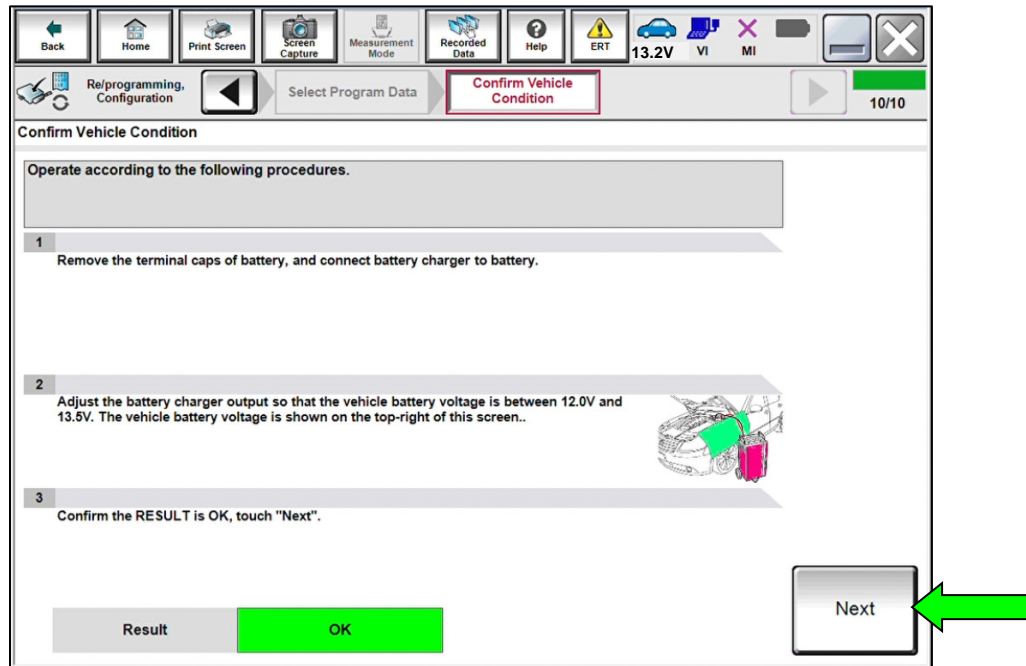 Back
Home
Print Screen
Screen
Capture
Measurement
Mode
Recorded
Data
Help
ERT
13.2V
VI
MI
Re/programming,
Configuration
Select Program Data
Confirm Vehicle
Condition
10/10
Confirm Vehicle Condition
Operate according to the following procedures.
1
Remove the terminal caps of battery, and connect battery charger to battery.
2
Adjust the battery charger output so that the vehicle battery voltage is between 12.0V and
13.5V. The vehicle battery voltage is shown on the top-right of this screen..
3
Confirm the RESULT is OK, touch "Next".
Result
OK
Next